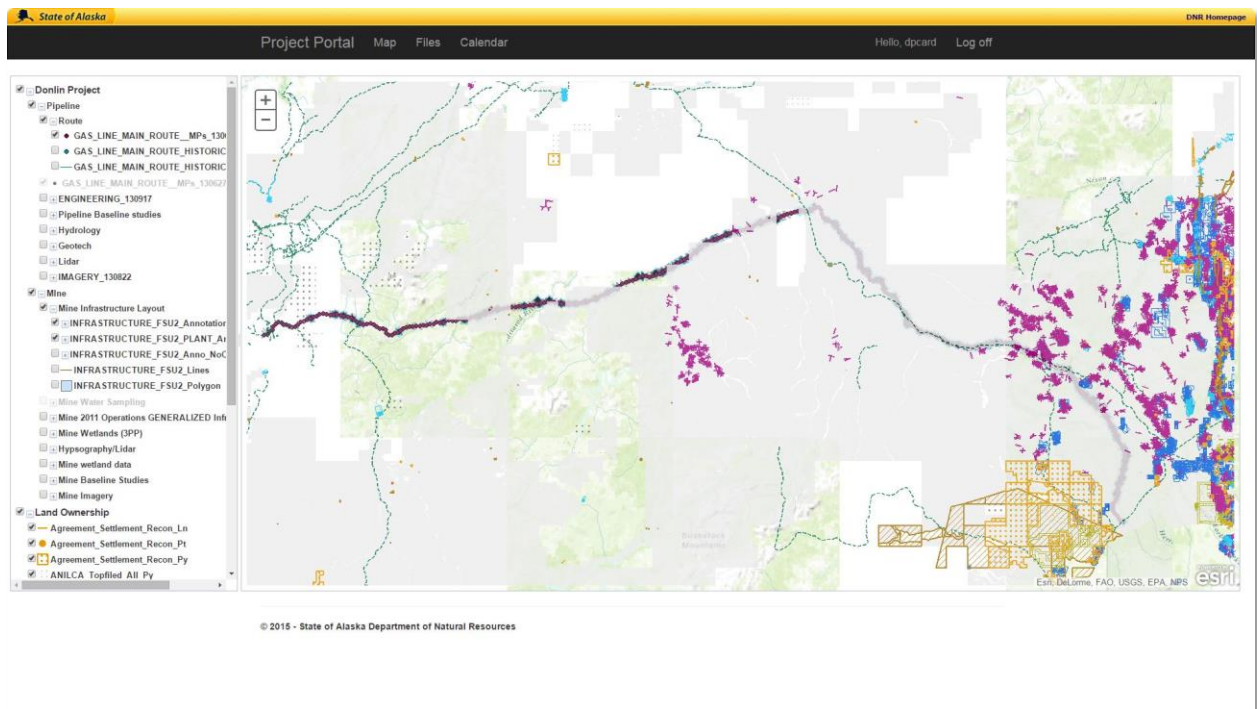 State of Alaska
DNR Homepage
Project Portal Map Files Calendar Hello, dpcard Log off
Donlin Project
Pipeline
Route
GAS_LINE_MAIN_ROUTE__MPs_130
GAS_LINE_MAIN_ROUTE_HISTORIC
GAS_LINE_MAIN_ROUTE_HISTORIC
GAS_LINE_MAIN_ROUTE__MPs_130627
ENGINEERING_130917
Pipeline Baseline studies
Hydrology
Geotech
Lidar
IMAGERY_130822
MIne
Mine Infrastructure Layout
INFRASTRUCTURE_FSU2_Annotation
INFRASTRUCTURE_FSU2_PLANT_An
INFRASTRUCTURE_FSU2_Anno_NoC
INFRASTRUCTURE_FSU2_Lines
INFRASTRUCTURE_FSU2_Polygon
Mine Water Sampling
Mine 2011 Operations GENERALIZED Infr
Mine Wetlands (3PP)
Hypsography/Lidar
Mine wetland data
Mine Baseline Studies
Mine Imagery
Land Ownership
Agreement_Settlement_Recon_Ln
Agreement_Settlement_Recon_Pt
Agreement_Settlement_Recon_Py
ANILCA_Topfiled_All_Py
Mountains
Esri, DeLorme, FAO, USGS, EPA, NPS
esri
© 2015 - State of Alaska Department of Natural Resources